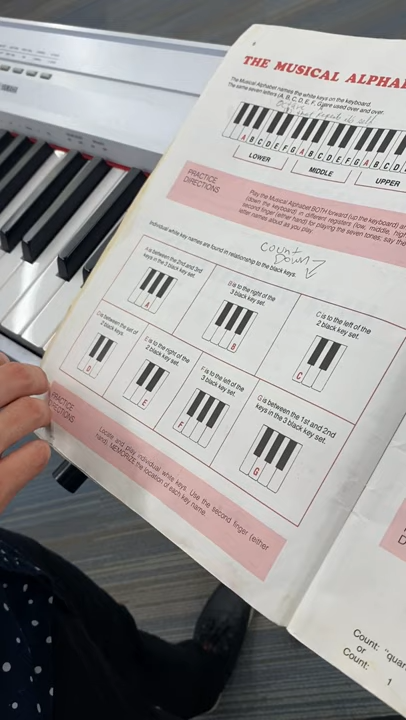 4
THE MUSICAL ALPHA
The Musical Alphabet names the white keys on the keyboard.
The same seven letters (A, B, C, D, E, F, G) are used over and over.
A B C D E F G A B C D E F G A B C D
LOWER
MIDDLE
UPPER
PRACTICE
DIRECTIONS
Play the Musical Alphabet BOTH forward (up the keyboard) an
(down the keyboard) in different registers (low, middle, high
second finger (either hand) for playing the seven tones; say the
letter names aloud as you play.
Count
Down
Individual white key names are found in relationship to the black keys.
A is between the 2nd and 3rd
keys in the 3 black key set.
A
B is to the right of the
3 black key set.
B
C is to the left of the
2 black key set.
C
D is between the set of
2 black keys.
D
E is to the right of the
2 black key set.
E
F is to the left of the
3 black key set.
F
G is between the 1st and 2nd
keys in the 3 black key set.
G
PRACTICE
DIRECTIONS
Locate and play individual white keys. Use the second finger (either
hand). MEMORIZE the location of each key name.
Count: "quar
or
Count:
1